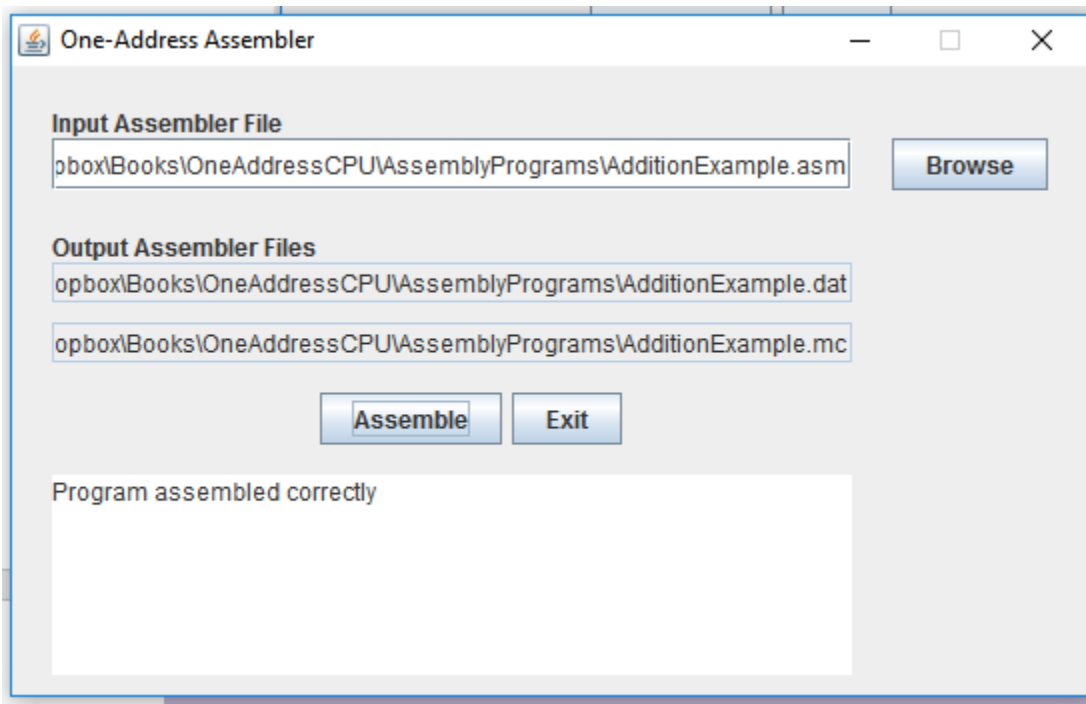 One-Address Assembler
Input Assembler File
pbox\Books\OneAddressCPU\AssemblyPrograms\AdditionExample.asm
Browse
Output Assembler Files
opbox\Books\OneAddressCPU\AssemblyPrograms\AdditionExample.dat
opbox\Books\OneAddressCPU\AssemblyPrograms\AdditionExample.mc
Assemble Exit
Program assembled correctly